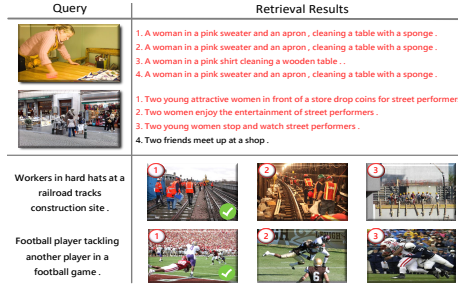 Query
Retrieval Results
1. A woman in a pink sweater and an apron , cleaning a table with a sponge .
2. A woman in a pink sweater and an apron , cleaning a table with a sponge .
3. A woman in a pink shirt cleaning a wooden table . .
4. A woman in a pink sweater and an apron , cleaning a table with a sponge .
1. Two young attractive women in front of a store drop coins for street performer
2. Two women enjoy the entertainment of street performers .
3. Two young women stop and watch street performers .
4. Two friends meet up at a shop .
Workers in hard hats at a
railroad tracks
construction site .
1
2
3
Football player tackling
another player in a
football game .
1
2
3